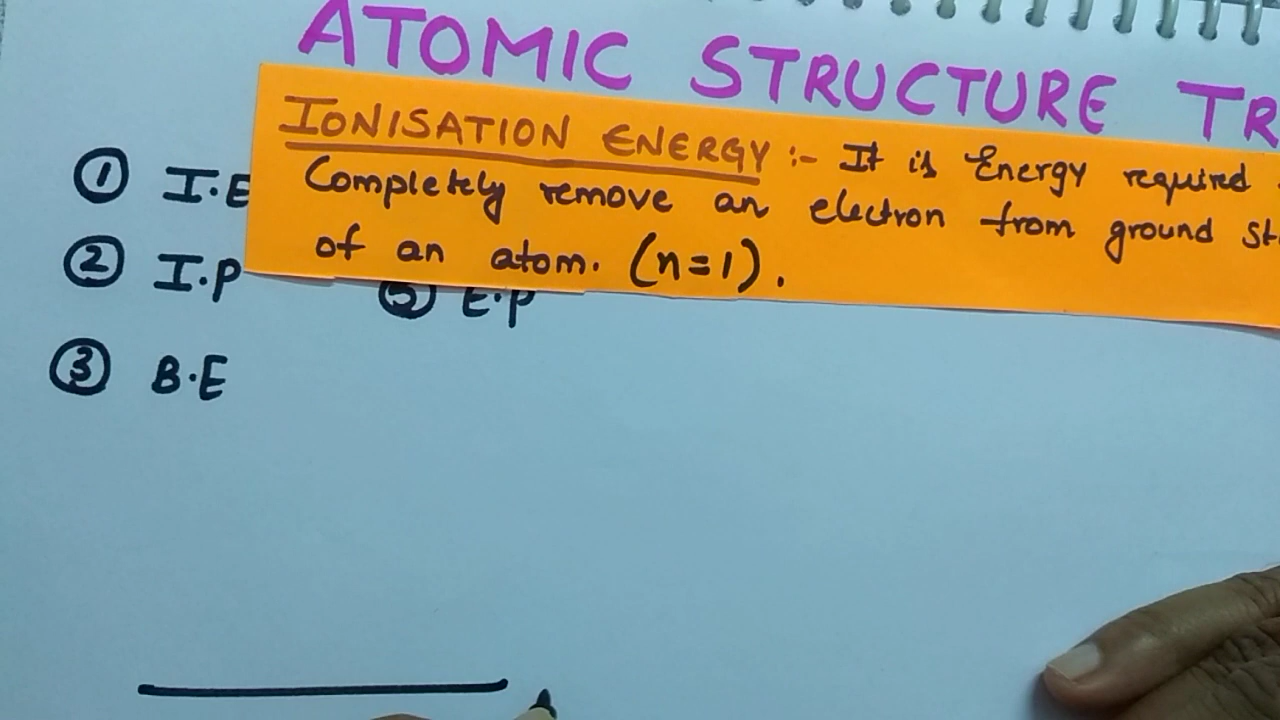 ATOMIC STRUCTURE TR
IONISATION ENERGY :- It is Energy required
Completely remove an electron from ground st
of an atom. (n=1).
① I.E
② I.P
⑤ E.P
③ B.E